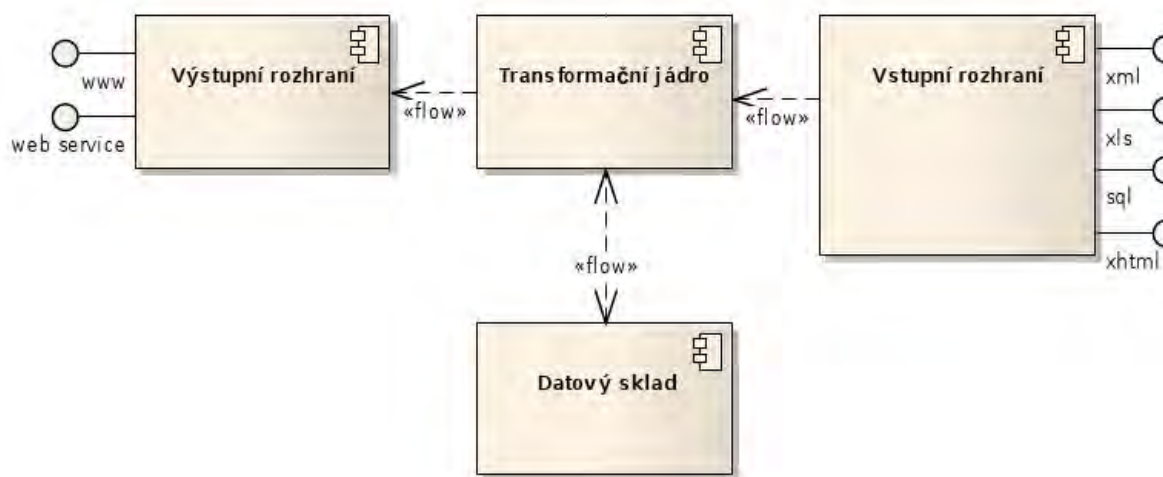 Výstupní rozhraní
www
web service
«flow»
Transformační jádro
«flow»
Vstupní rozhraní
xml
xls
sql
xhtml
«flow»
Datový sklad